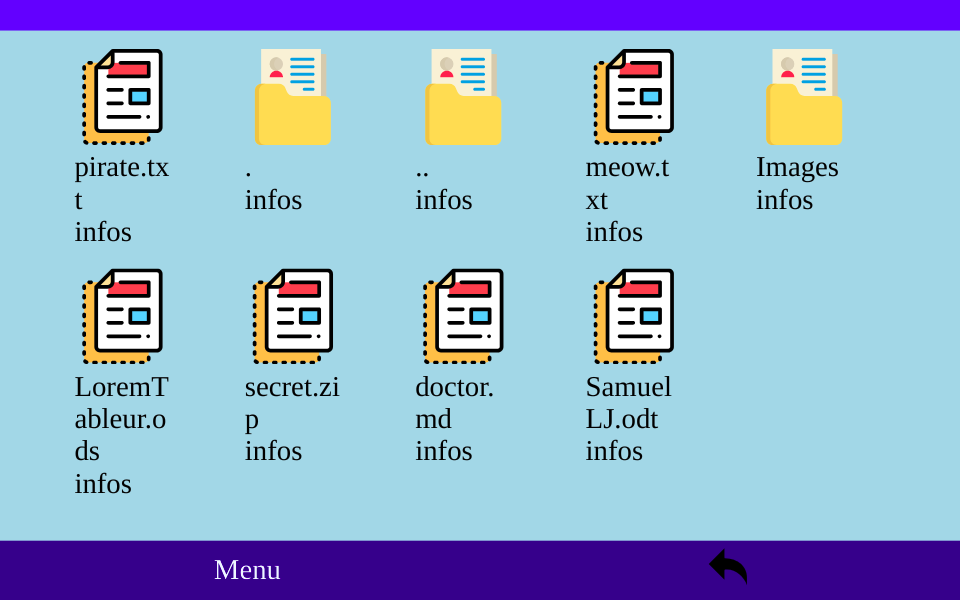 pirate.tx
t
infos
.
infos
..
infos
meow.t
xt
infos
Images
infos
LoremT
ableur.o
ds
infos
secret.zi
p
infos
doctor.
md
infos
Samuel
LJ.odt
infos
Menu